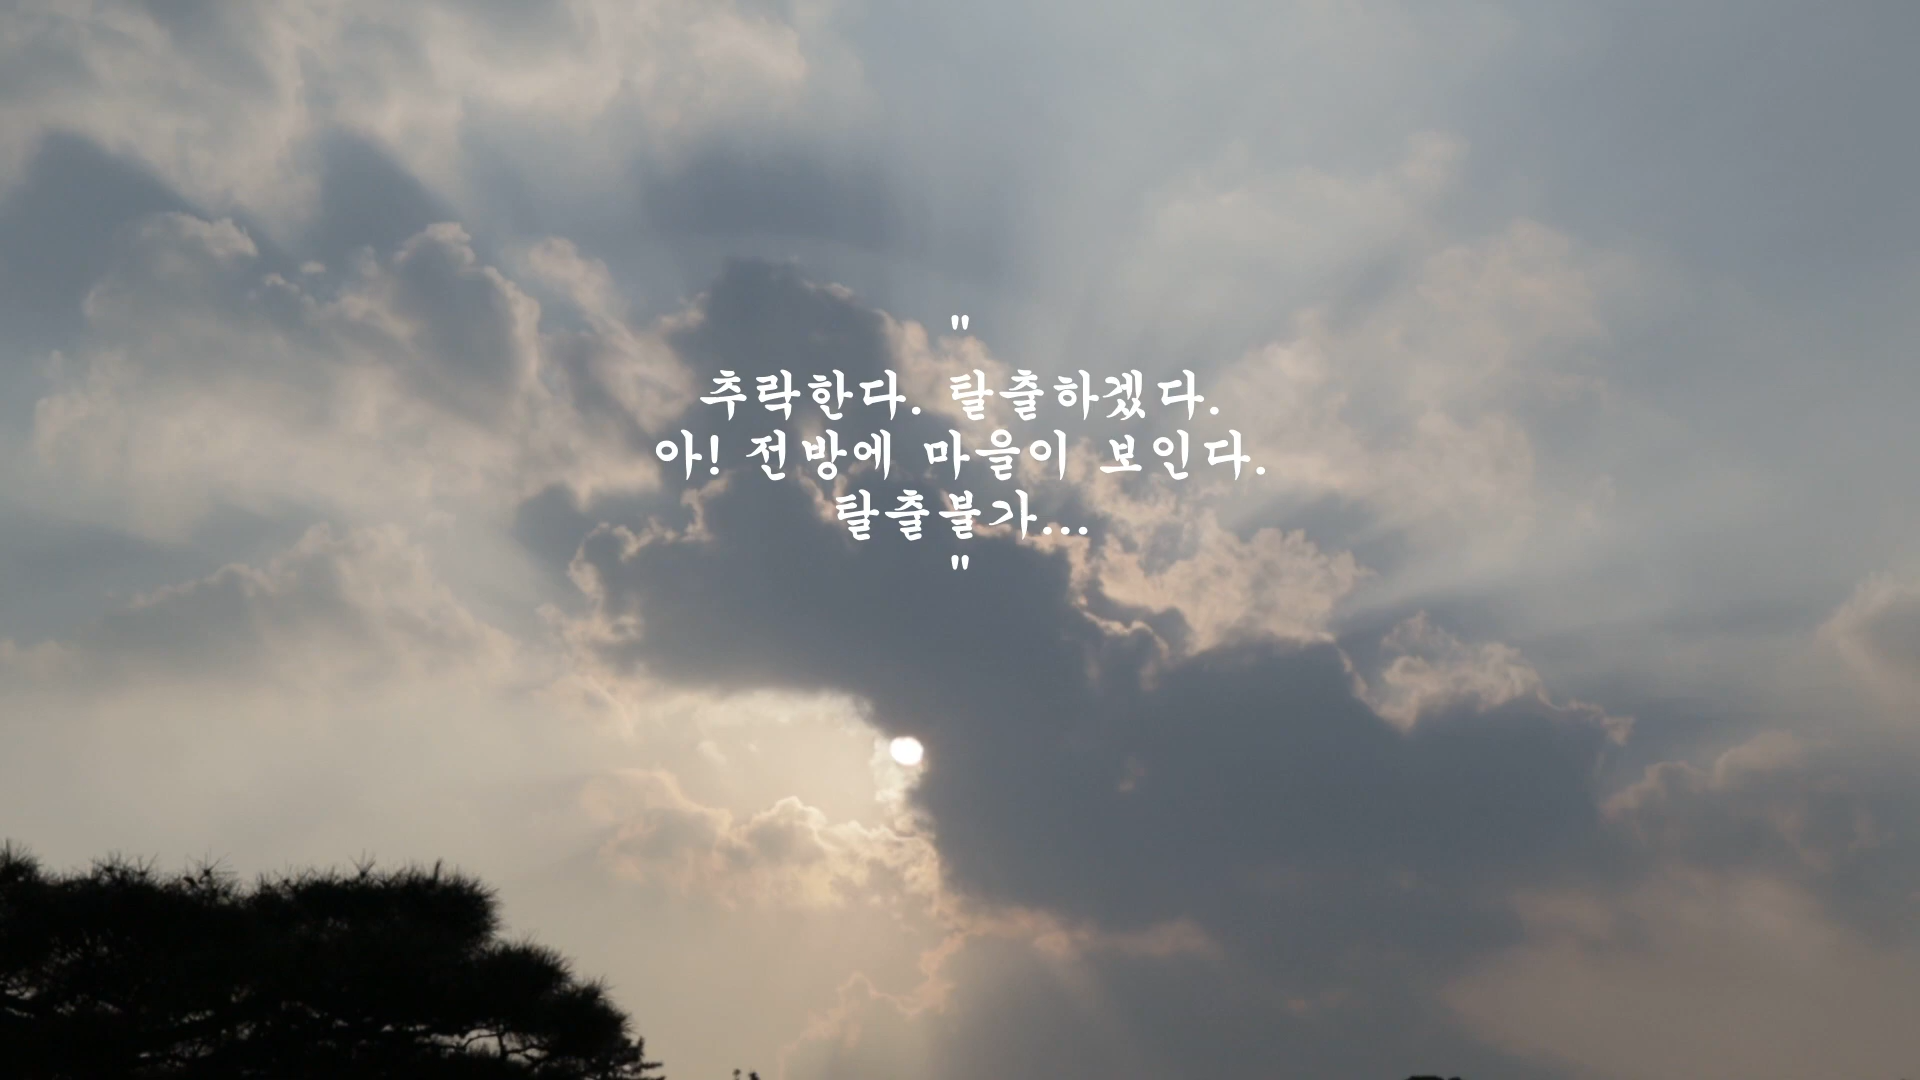 "
추락한다. 탈출하겠다.
아! 전방에 마을이 보인다.
탈출불가...
"